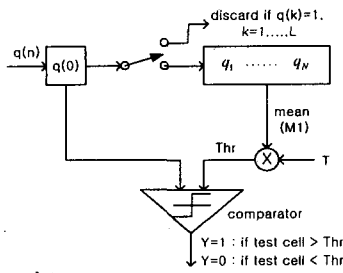 discard if q(k)=1,
k=1,....,L
q(n)
q(0)
q₁ ...... q_N
mean
(M1)
Thr
X
T
comparator
Y=1 : if test cell > Thr
Y=0 : if test cell < Thr